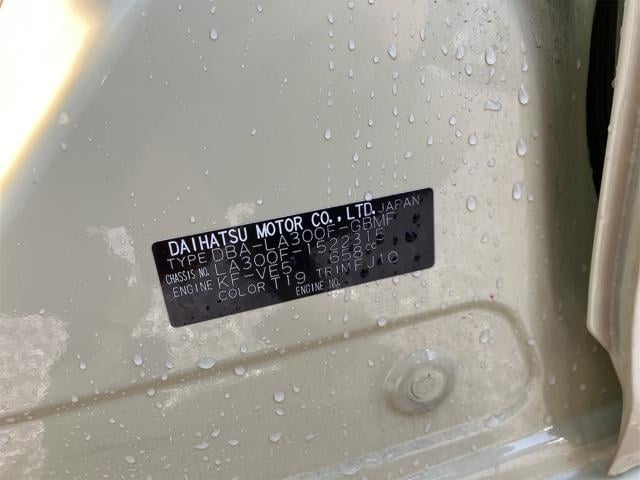 DAIHATSU MOTOR CO.,LTD. JAPAN
TYPE DBA-LA300F-GBMF
CHASSIS NO. LA300F-1522315
ENGINE KF-VE5 658cc
COLOR T19 TRIM FJ10
ENGINE NO.